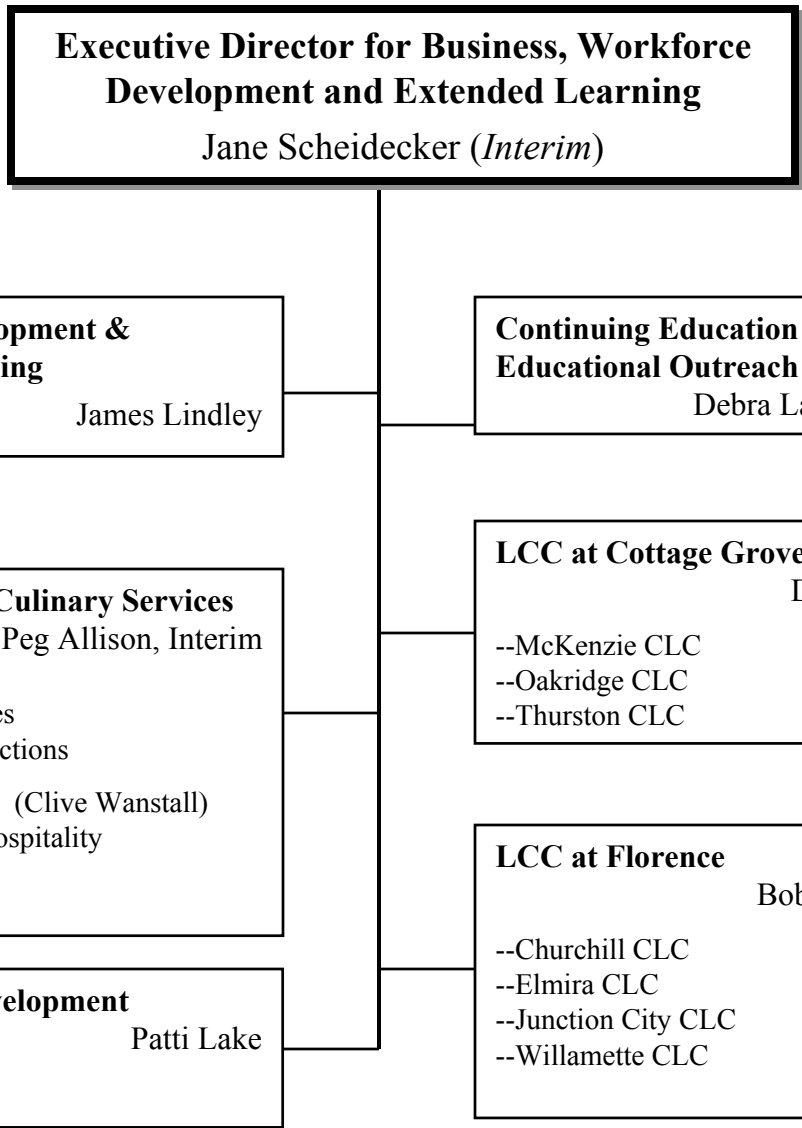 Executive Director for Business, Workforce
Development and Extended Learning
Jane Scheidecker (Interim)
opment &
ing
James Lindley
Culinary Services
Peg Allison, Interim
es
ctions
(Clive Wanstall)
ospitality
velopment
Patti Lake
Continuing Education
Educational Outreach
Debra La
LCC at Cottage Grove
D
--McKenzie CLC
--Oakridge CLC
--Thurston CLC
LCC at Florence
Bob
--Churchill CLC
--Elmira CLC
--Junction City CLC
--Willamette CLC